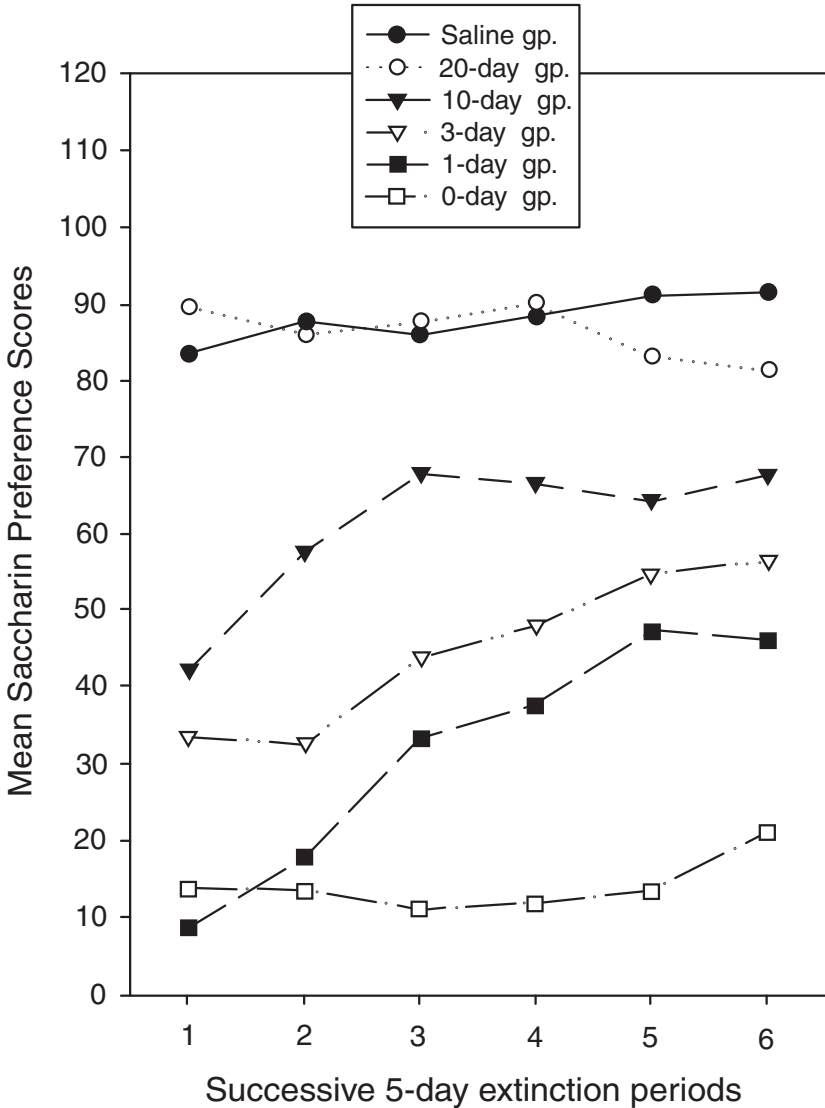 Saline gp.
20-day gp.
10-day gp.
3-day gp.
1-day gp.
0-day gp.
120
110
100
90
80
70
60
50
40
30
20
10
0
Mean Saccharin Preference Scores
1 2 3 4 5 6
Successive 5-day extinction periods